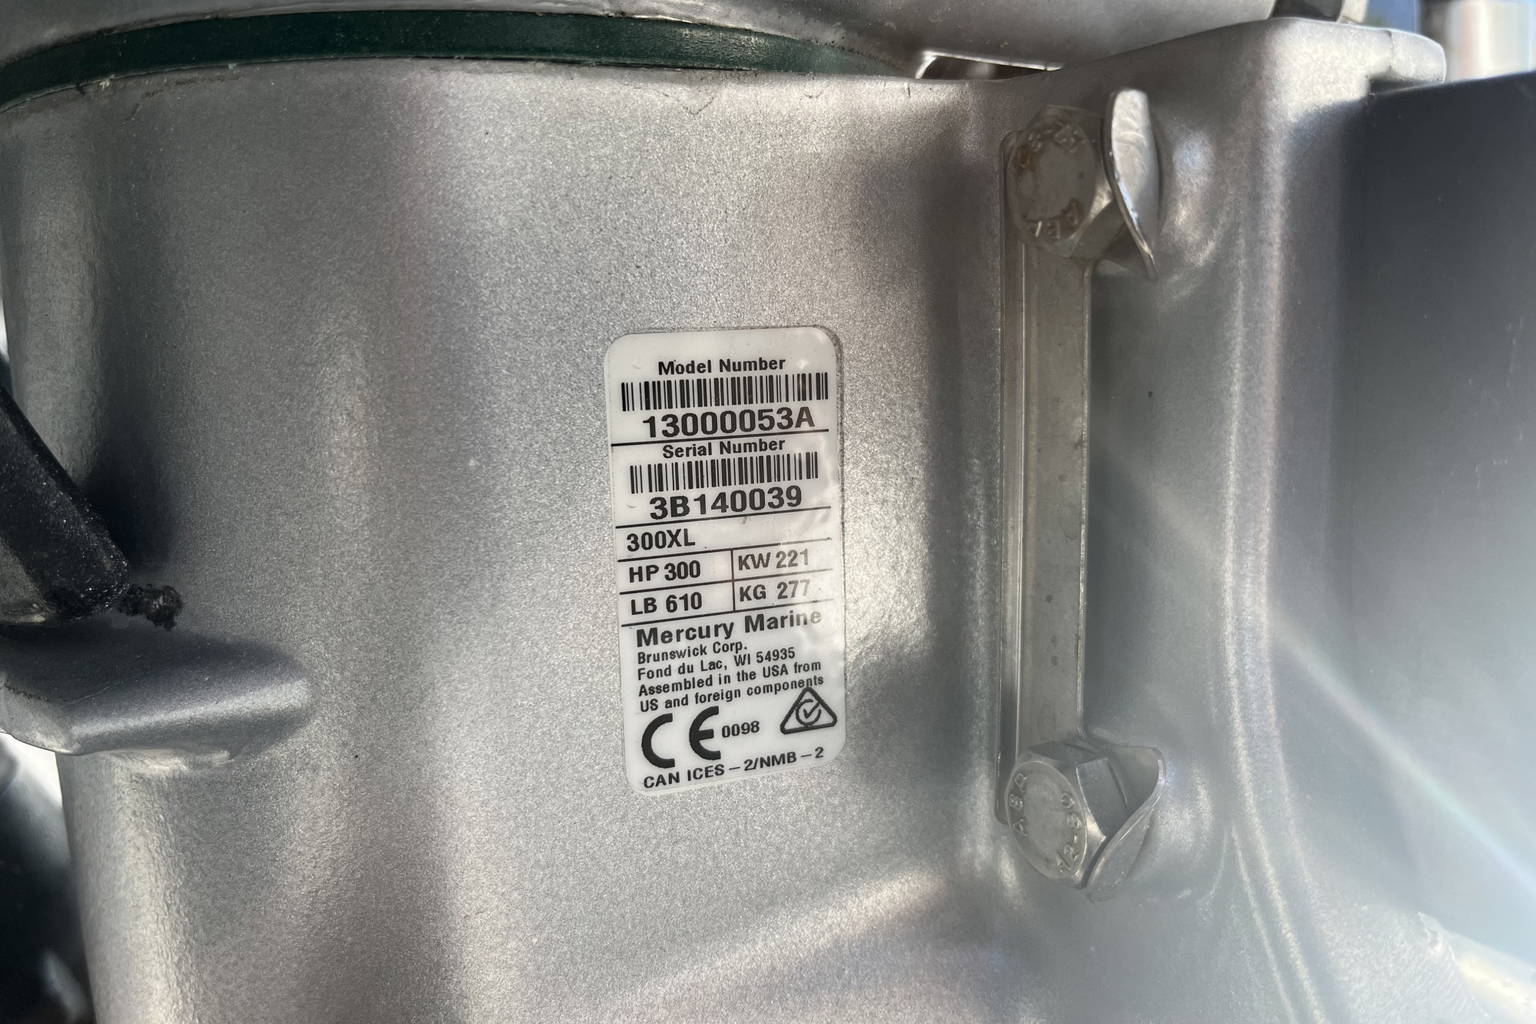 Model Number
13000053A
Serial Number
3B140039
300XL
HP 300 KW 221
LB 610 KG 277
Mercury Marine
Brunswick Corp.
Fond du Lac, WI 54935
Assembled in the USA from
US and foreign components
CE 0098
CAN ICES-2/NMB-2